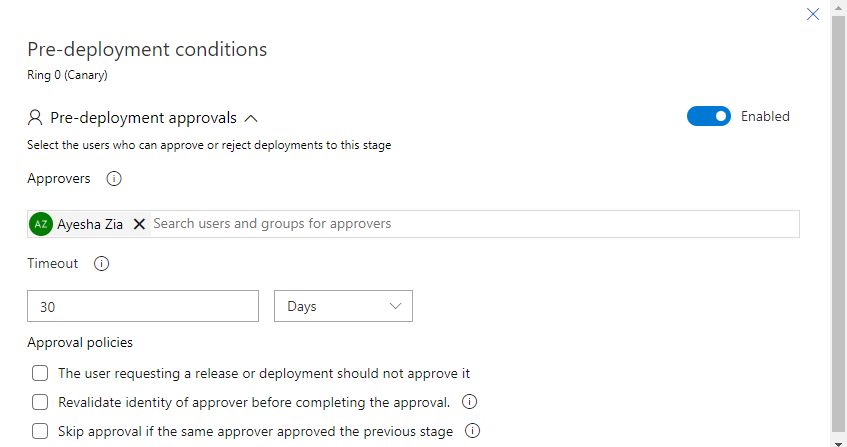 Pre-deployment conditions
Ring 0 (Canary)
Pre-deployment approvals
Enabled
Select the users who can approve or reject deployments to this stage
Approvers
AZ Ayesha Zia Search users and groups for approvers
Timeout
30 Days
Approval policies
The user requesting a release or deployment should not approve it
Revalidate identity of approver before completing the approval.
Skip approval if the same approver approved the previous stage